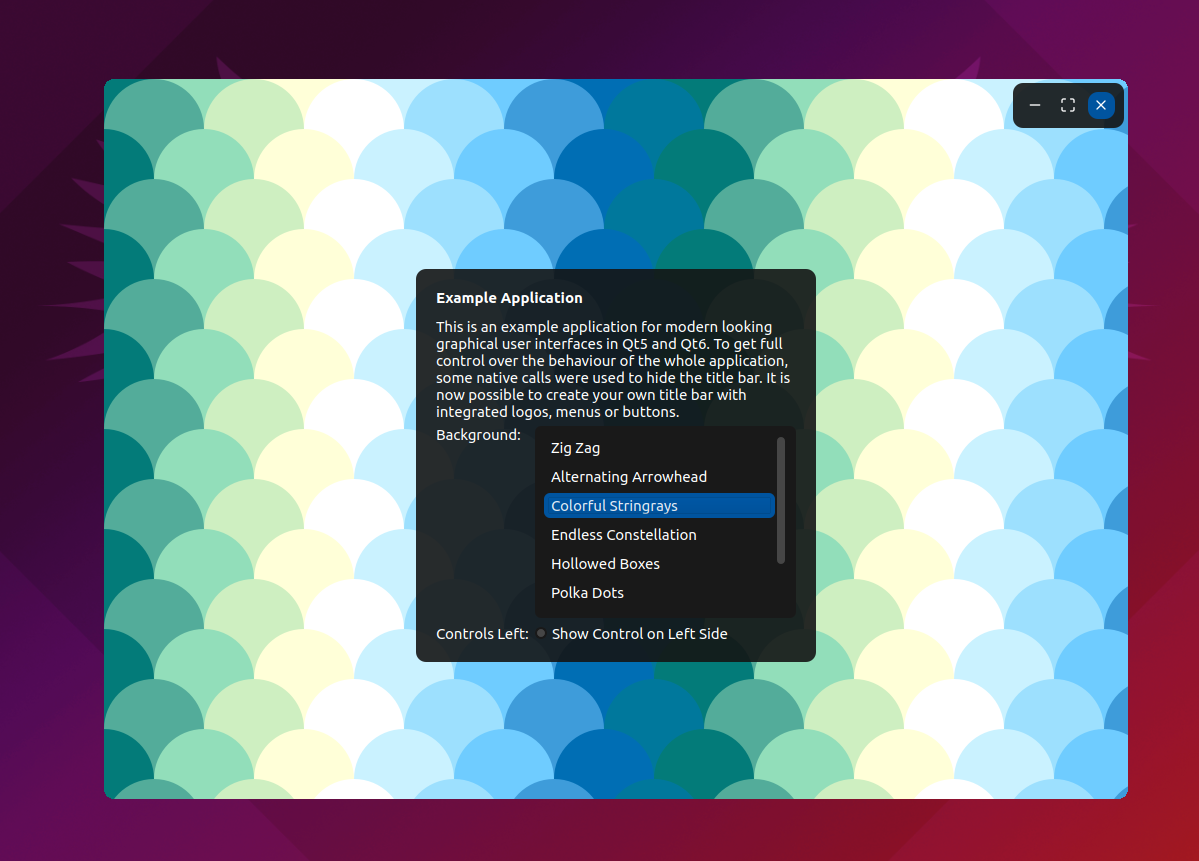 Example Application
This is an example application for modern looking
graphical user interfaces in Qt5 and Qt6. To get full
control over the behaviour of the whole application,
some native calls were used to hide the title bar. It is
now possible to create your own title bar with
integrated logos, menus or buttons.
Background:
Zig Zag
Alternating Arrowhead
Colorful Stringrays
Endless Constellation
Hollowed Boxes
Polka Dots
Controls Left: Show Control on Left Side